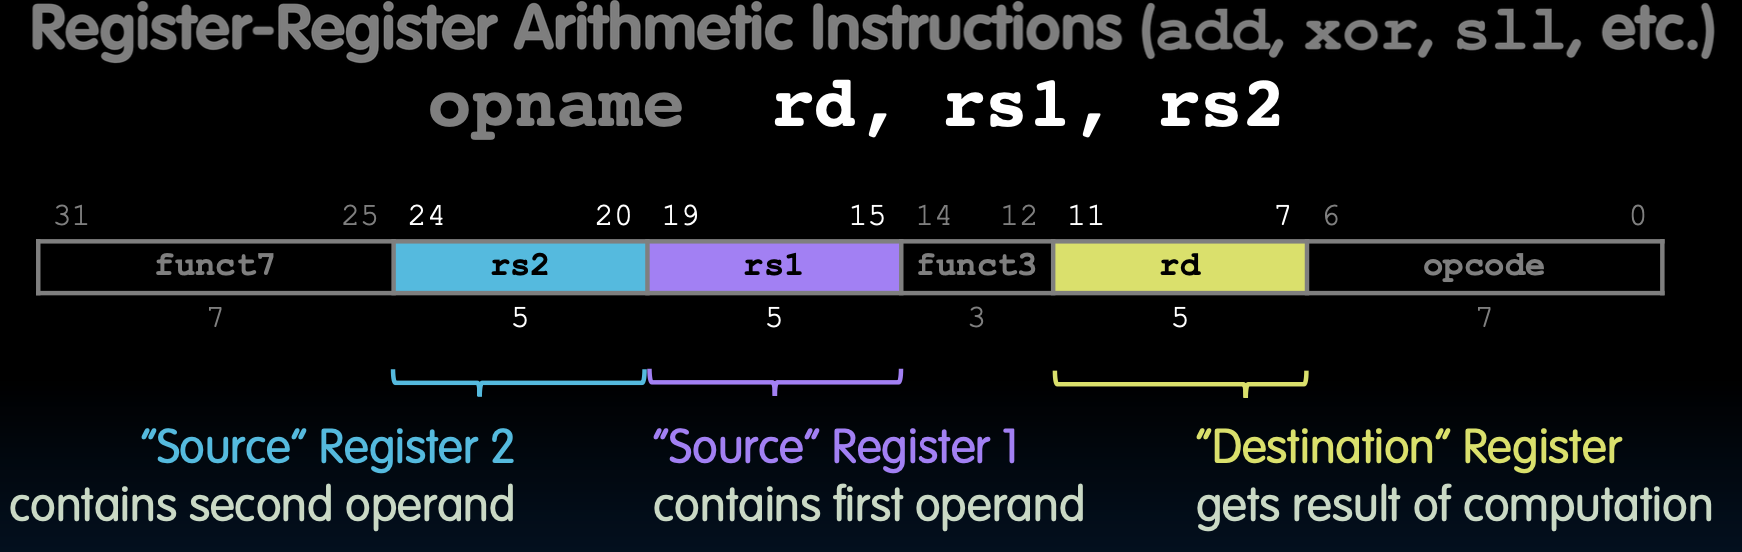 Register-Register Arithmetic Instructions (add, xor, sll, etc.)
opname rd, rs1, rs2
31 25 24 20 19 15 14 12 11 7 6 0
funct7 rs2 rs1 funct3 rd opcode
7 5 5 3 5 7
"Source" Register 2 "Source" Register 1 "Destination" Register
contains second operand contains first operand gets result of computation